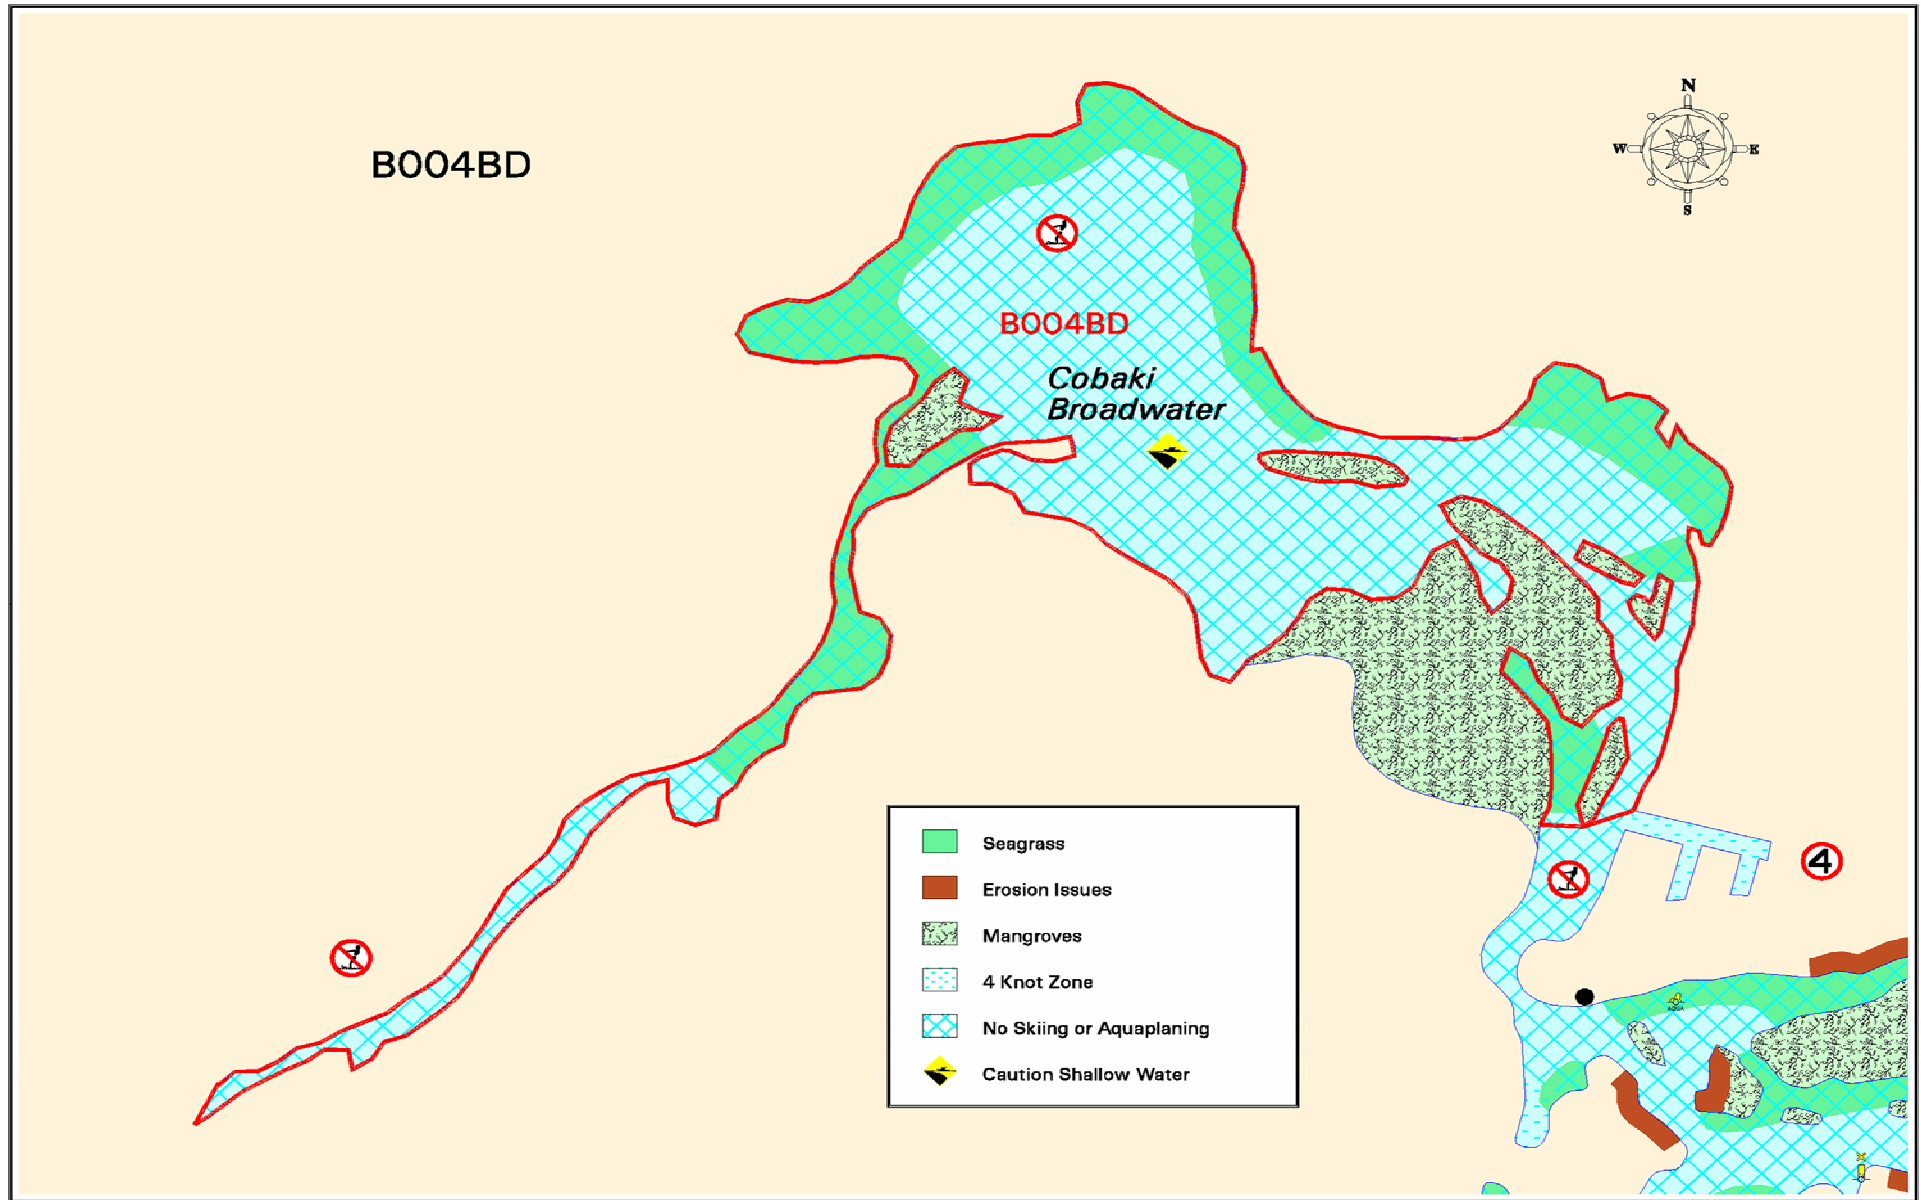 N
B004BD
W E
S
B004BD
Cobaki
Broadwater
Seagrass
4
Erosion Issues
Mangroves
4 Knot Zone
No Skiing or Aquaplaning
AQUA
Caution Shallow Water